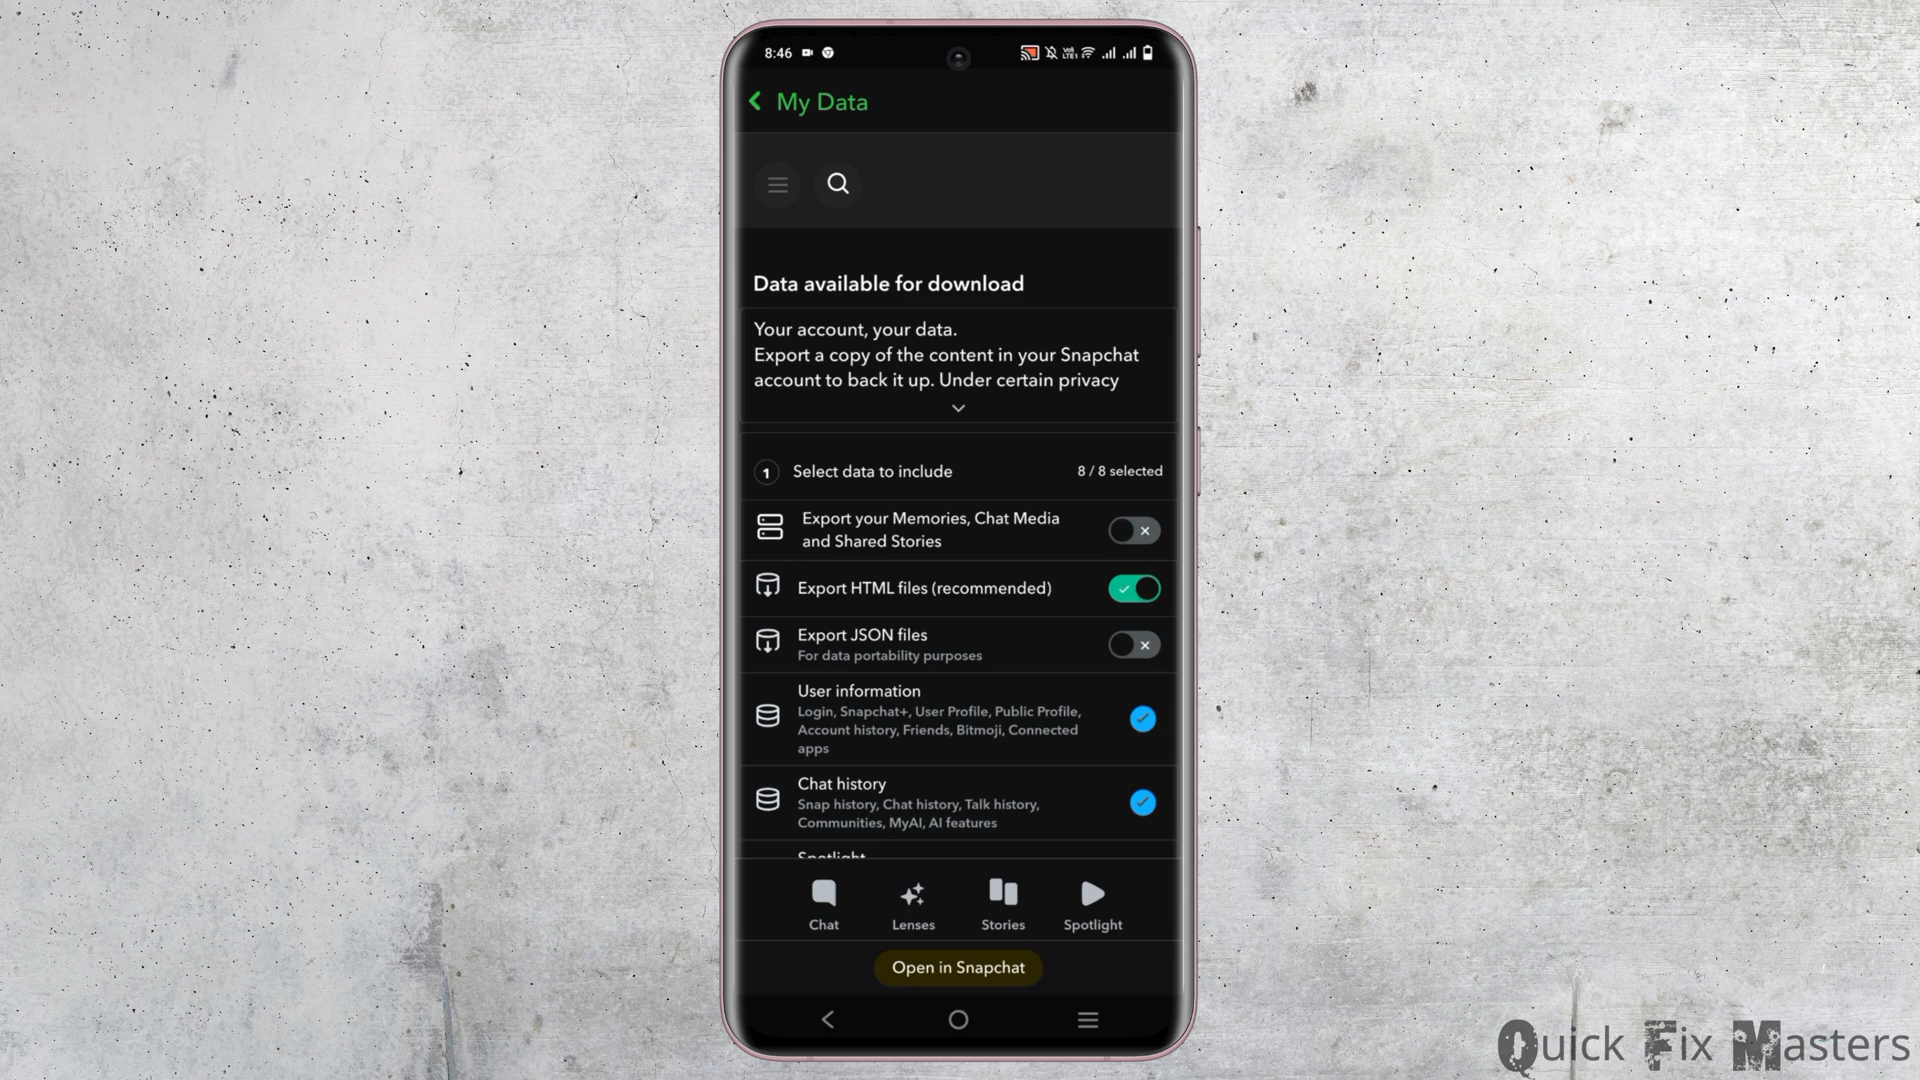 8:46
My Data
Data available for download
Your account, your data.
Export a copy of the content in your Snapchat
account to back it up. Under certain privacy
1 Select data to include 8 / 8 selected
Export your Memories, Chat Media
and Shared Stories
Export HTML files (recommended)
Export JSON files
For data portability purposes
User information
Login, Snapchat+, User Profile, Public Profile,
Account history, Friends, Bitmoji, Connected
apps
Chat history
Snap history, Chat history, Talk history,
Communities, MyAI, AI features
Spotlight
Chat Lenses Stories Spotlight
Open in Snapchat
Quick Fix Masters